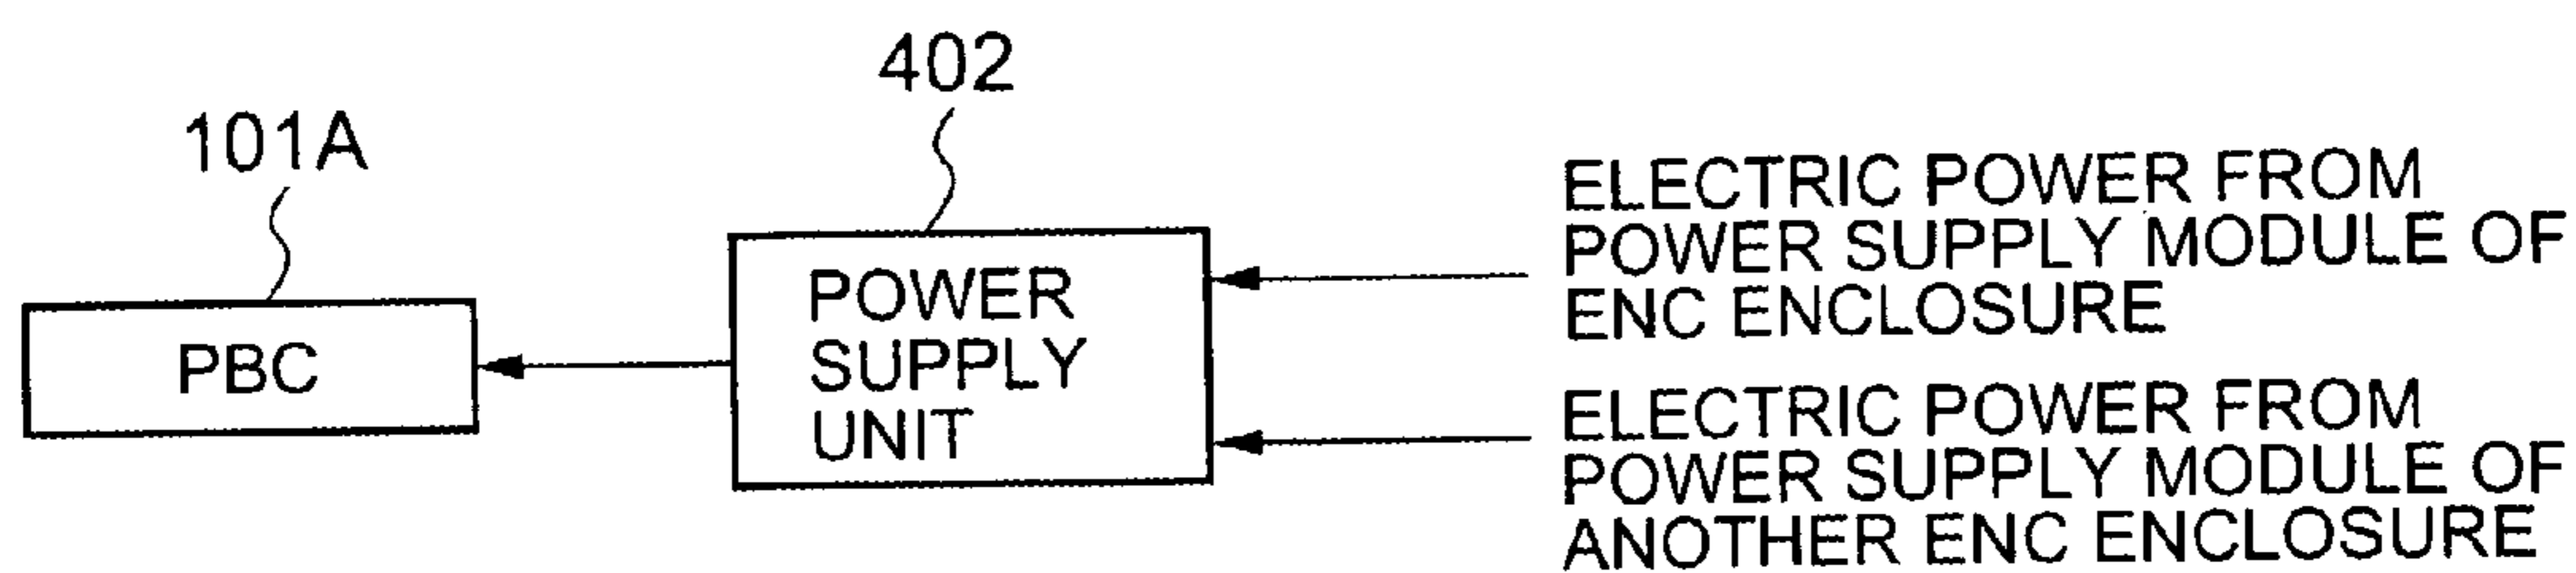 402
101A
ELECTRIC POWER FROM
POWER SUPPLY MODULE OF
ENC ENCLOSURE
POWER
SUPPLY
UNIT
PBC
ELECTRIC POWER FROM
POWER SUPPLY MODULE OF
ANOTHER ENC ENCLOSURE